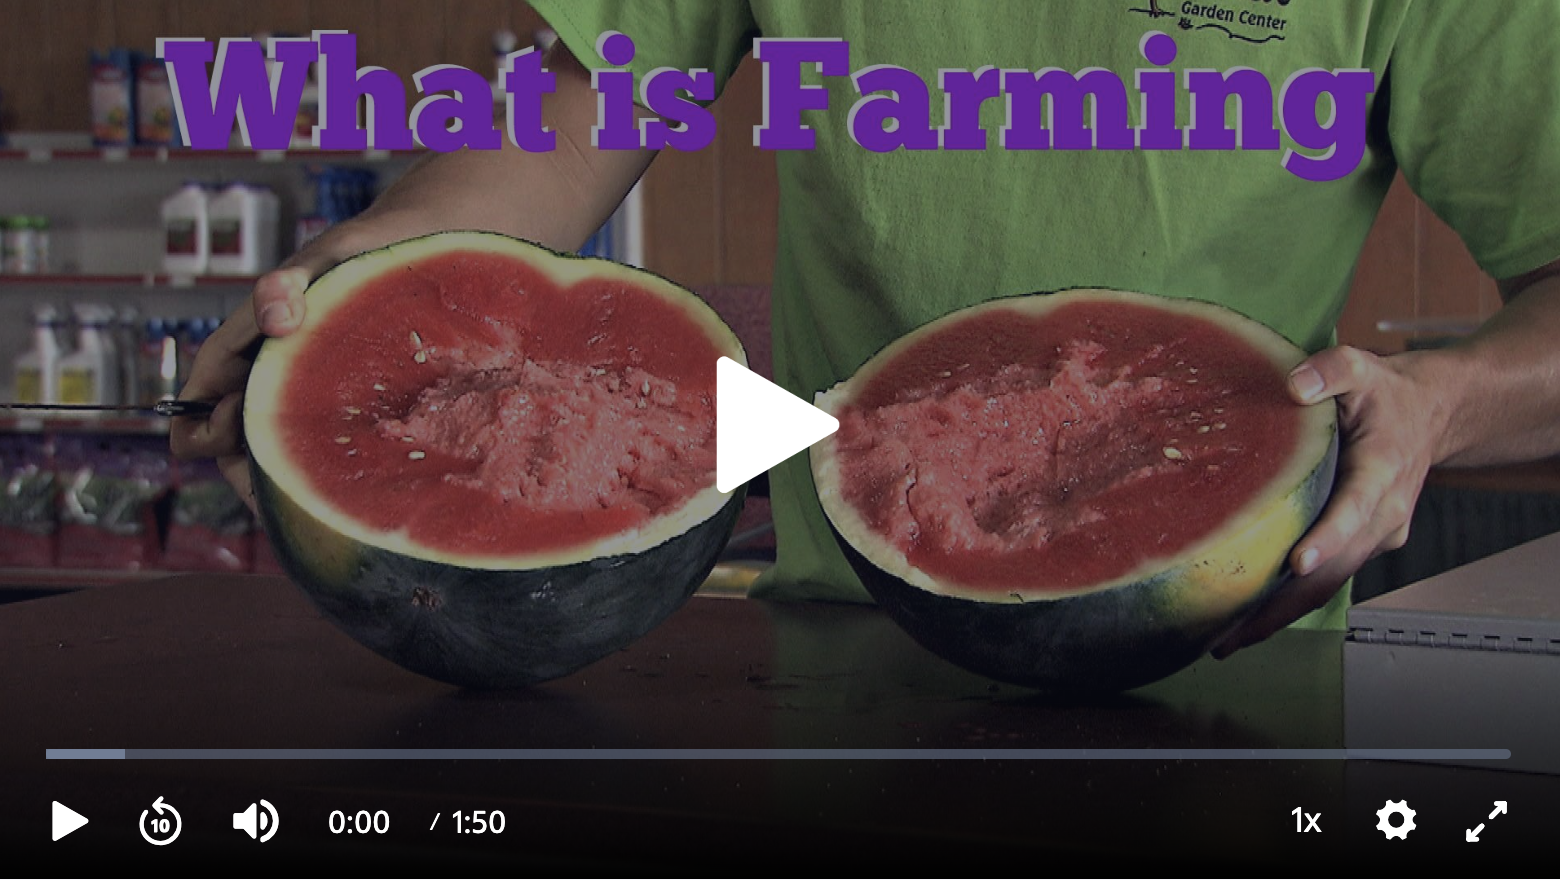 Garden Center
What is Farming
10
0:00 / 1:50
1x